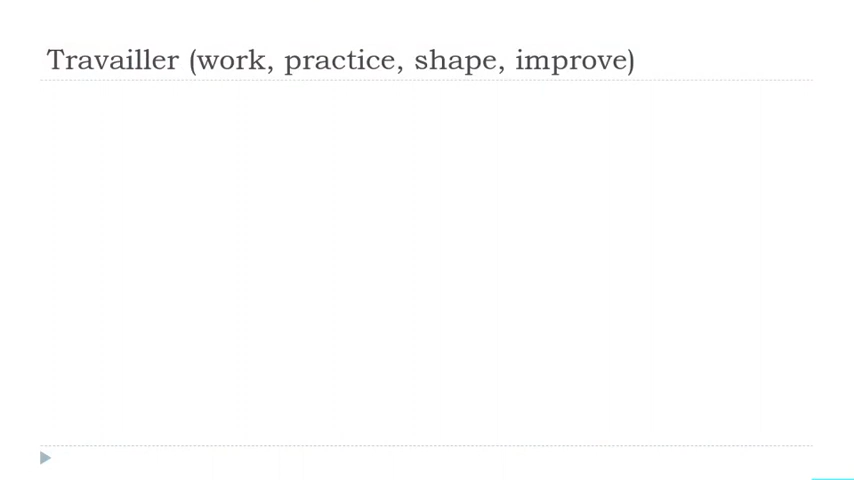 Travailler (work, practice, shape, improve)